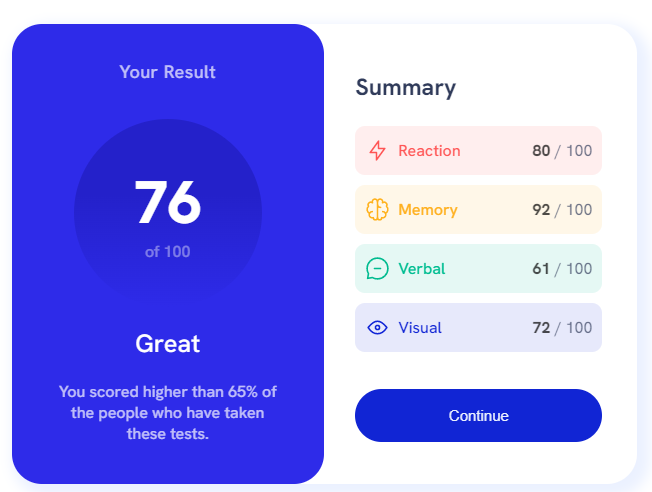 Your Result
76
of 100
Great
You scored higher than 65% of
the people who have taken
these tests.
Summary
Reaction 80 / 100
Memory 92 / 100
Verbal 61 / 100
Visual 72 / 100
Continue